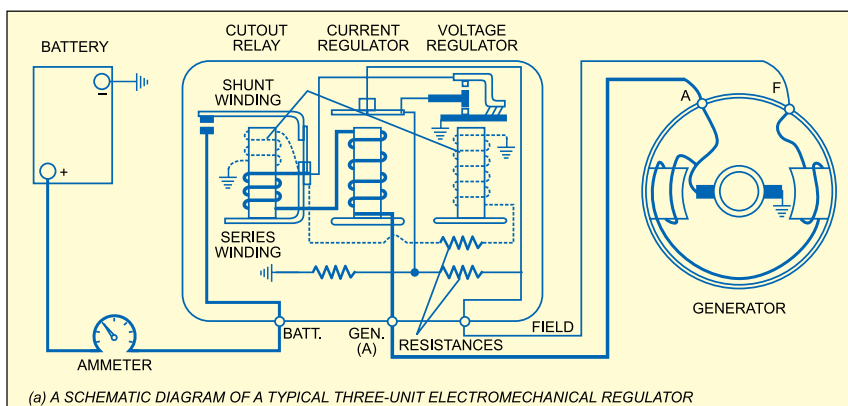 BATTERY
CUTOUT
RELAY
CURRENT
REGULATOR
VOLTAGE
REGULATOR
SHUNT
WINDING
A
F
–
+
SERIES
WINDING
BATT.
GEN.
(A)
RESISTANCES
FIELD
GENERATOR
AMMETER
(a) A SCHEMATIC DIAGRAM OF A TYPICAL THREE-UNIT ELECTROMECHANICAL REGULATOR